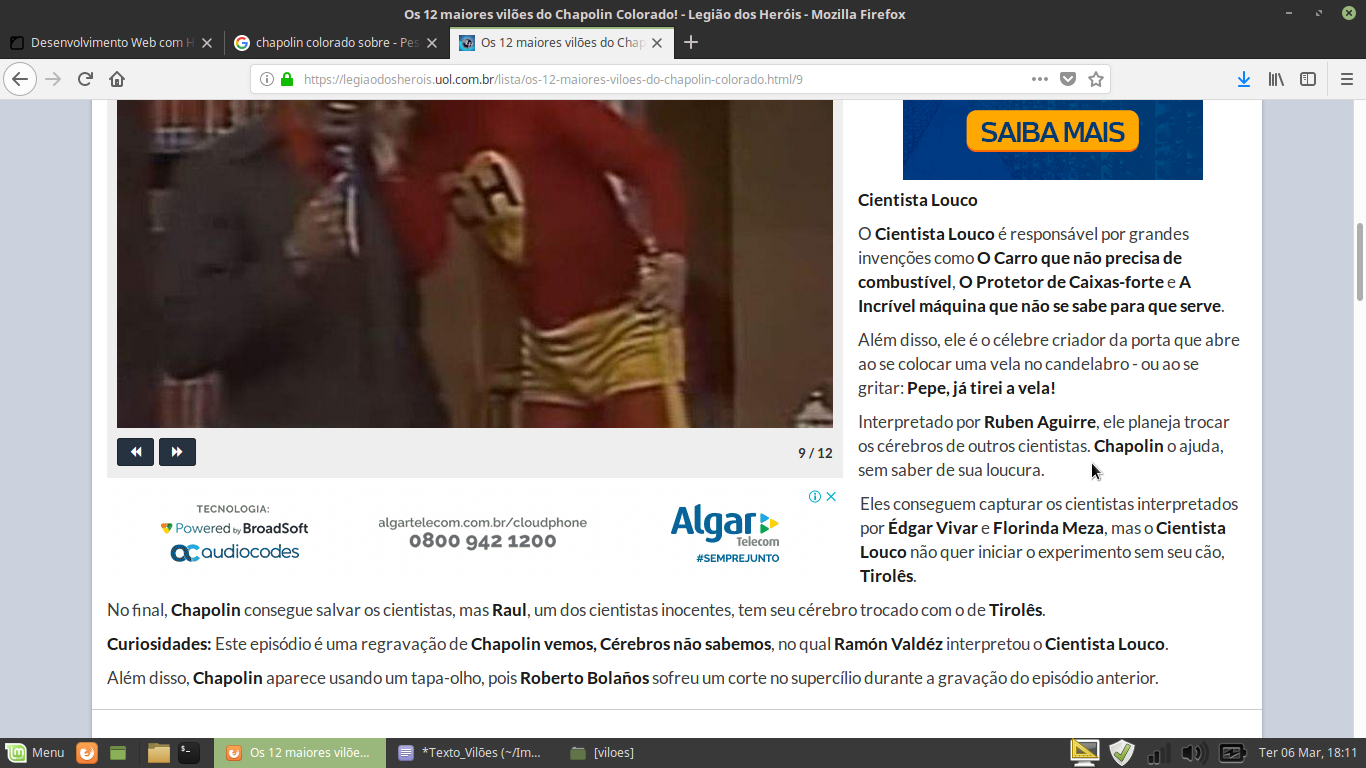 Os 12 maiores vilões do Chapolin Colorado! - Legião dos Heróis - Mozilla Firefox
Desenvolvimento Web com H
chapolin colorado sobre - Pes
Os 12 maiores vilões do Chap
https://legiaodosherois.uol.com.br/lista/os-12-maiores-viloes-do-chapolin-colorado.html/9
SAIBA MAIS
H
Cientista Louco
O Cientista Louco é responsável por grandes
invenções como O Carro que não precisa de
combustível, O Protetor de Caixas-forte e A
Incrível máquina que não se sabe para que serve.
Além disso, ele é o célebre criador da porta que abre
ao se colocar uma vela no candelabro - ou ao se
gritar: Pepe, já tirei a vela!
Interpretado por Ruben Aguirre, ele planeja trocar
os cérebros de outros cientistas. Chapolin o ajuda,
sem saber de sua loucura.
9 / 12
Eles conseguem capturar os cientistas interpretados
por Édgar Vivar e Florinda Meza, mas o Cientista
Louco não quer iniciar o experimento sem seu cão,
Tirolês.
TECNOLOGIA:
Powered by BroadSoft
audiocodes
algartelecom.com.br/cloudphone
0800 942 1200
Algar
Telecom
#SEMPREJUNTO
No final, Chapolin consegue salvar os cientistas, mas Raul, um dos cientistas inocentes, tem seu cérebro trocado com o de Tirolês.
Curiosidades: Este episódio é uma regravação de Chapolin vemos, Cérebros não sabemos, no qual Ramón Valdéz interpretou o Cientista Louco.
Além disso, Chapolin aparece usando um tapa-olho, pois Roberto Bolaños sofreu um corte no supercílio durante a gravação do episódio anterior.
Menu
Os 12 maiores vilõe...
*Texto_Vilões (~/Im...
[viloes]
Ter 06 Mar, 18:11